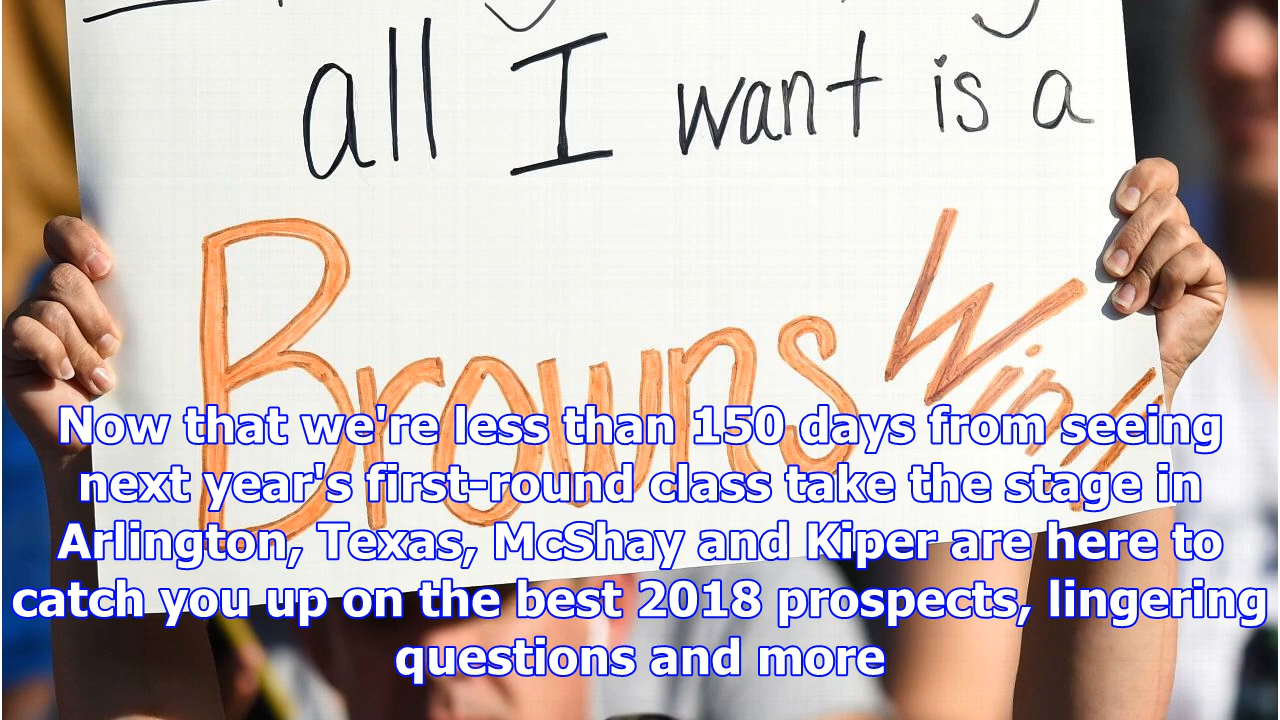 all I want is a
Browns Win!!
Now that we're less than 150 days from seeing
next year's first-round class take the stage in
Arlington, Texas, McShay and Kiper are here to
catch you up on the best 2018 prospects, lingering
questions and more